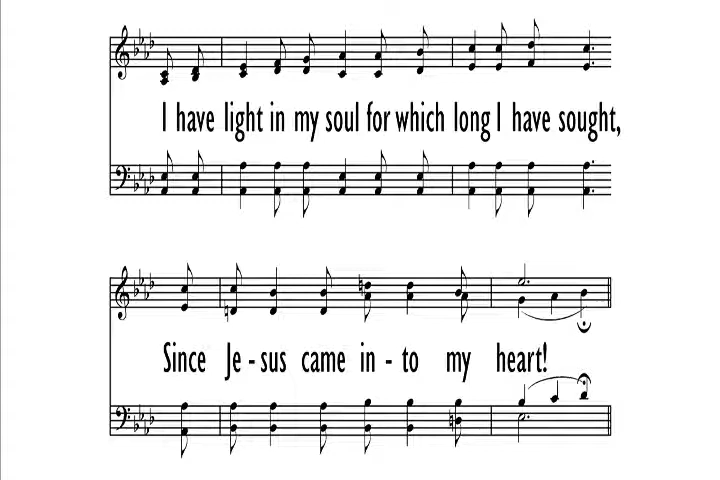 I have light in my soul for which long I have sought,
Since Je - sus came in - to my heart!